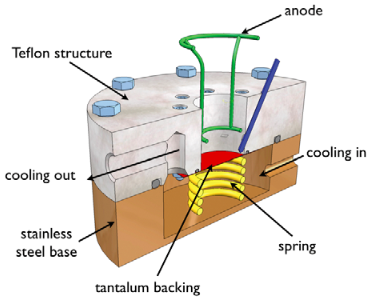 anode
Teflon structure
cooling in
cooling out
stainless
steel base
spring
tantalum backing